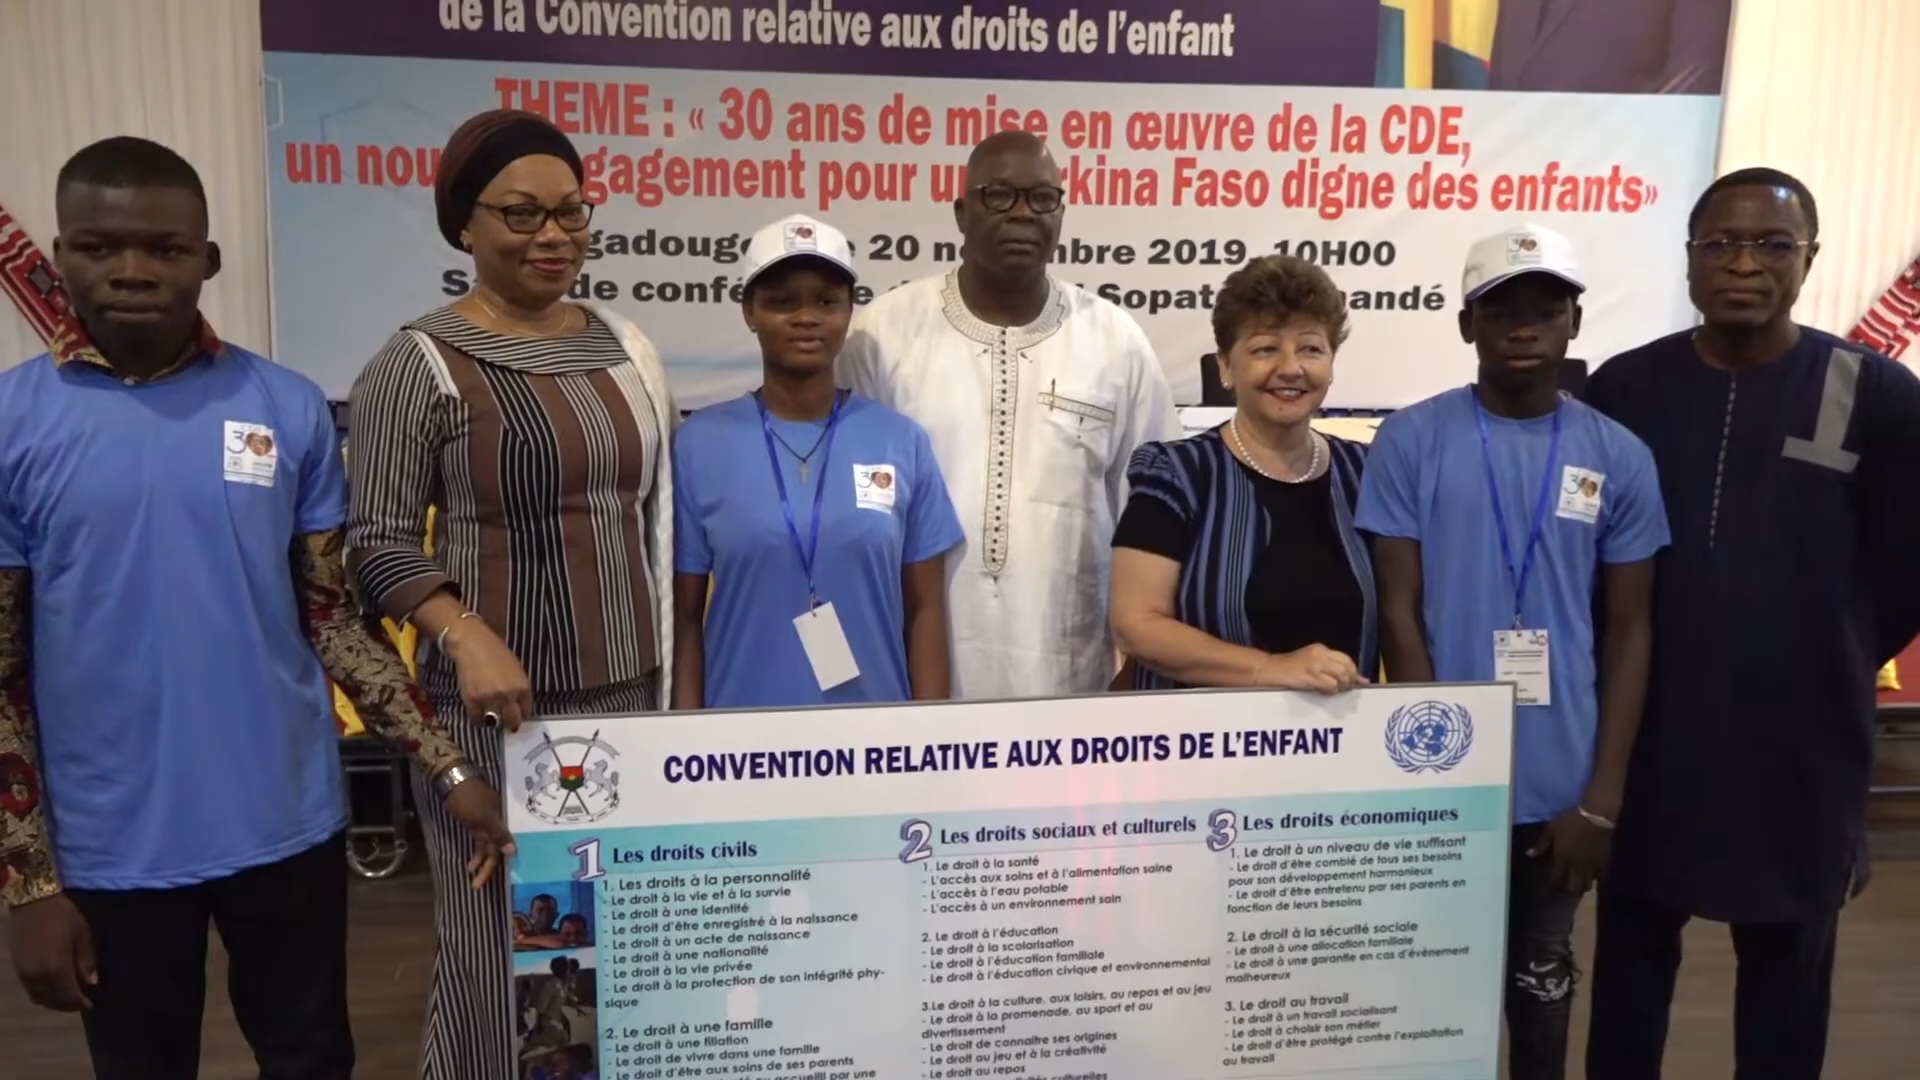 de la Convention relative aux droits de l'enfant
THEME : « 30 ans de mise en œuvre de la CDE,
un pour digne des enfants»
20 2019, 10H00
de
CONVENTION RELATIVE AUX DROITS DE L'ENFANT
1 Les droits civils
1. Les droits à la personnalité
- Le droit à la vie et à la survie
- Le droit à une identité
- Le droit d'être enregistré à la naissance
- Le droit à un acte de naissance
- Le droit à une nationalité
- Le droit à la vie privée
- Le droit à la protection de son intégrité phy-
sique
2. Le droit à une famille
- Le droit à une filiation
- Le droit de vivre dans une famille
- Le droit d'être aux soins de ses parents
accueilli par une
2 Les droits sociaux et culturels
1. Le droit à la santé
- L'accès aux soins et à l'alimentation saine
- L'accès à l'eau potable
- L'accès à un environnement sain
2. Le droit à l'éducation
- Le droit à la scolarisation
- Le droit à l'éducation familiale
- Le droit à l'éducation civique et environnemental
3.Le droit à la culture, aux loisirs, au repos et au jeu
- Le droit à la promenade, au sport et au
divertissement
- Le droit de connaître ses origines
- Le droit au jeu et à la créativité
- Le droit au repos
culturelles
3 Les droits économiques
1. Le droit à un niveau de vie suffisant
- Le droit d'être comblé de tous ses besoins
pour son développement harmonieux
- Le droit d'être entretenu par ses parents en
fonction de leurs besoins
2. Le droit à la sécurité sociale
- Le droit à une allocation familiale
- Le droit à une garantie en cas d'évènement
malheureux
3. Le droit au travail
- Le droit à un travail socialisant
- Le droit à choisir son métier
- Le droit d'être protégé contre l'exploitation
au travail
30
30
30
30
30